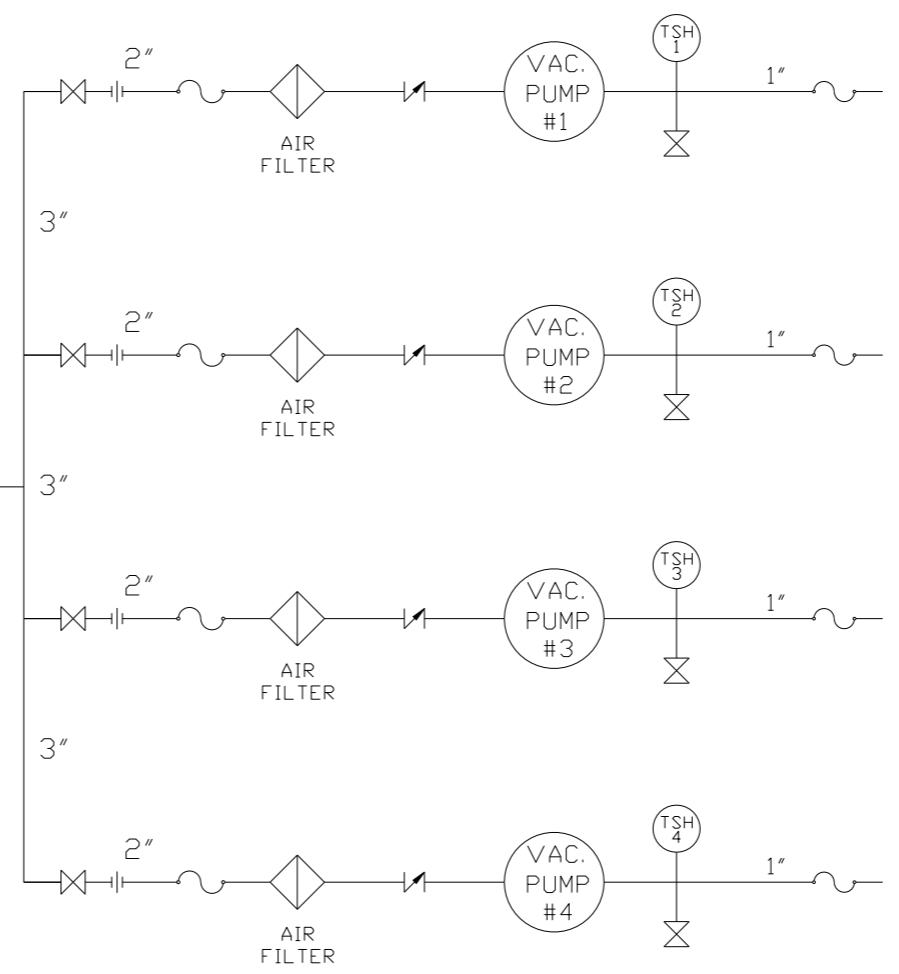 TSH
1
2″
VAC.
PUMP
#1
1″
AIR
FILTER
3″
TSH
2
2″
VAC.
PUMP
#2
1″
AIR
FILTER
3″
TSH
3
2″
VAC.
PUMP
#3
1″
AIR
FILTER
3″
TSH
4
2″
VAC.
PUMP
#4
1″
AIR
FILTER